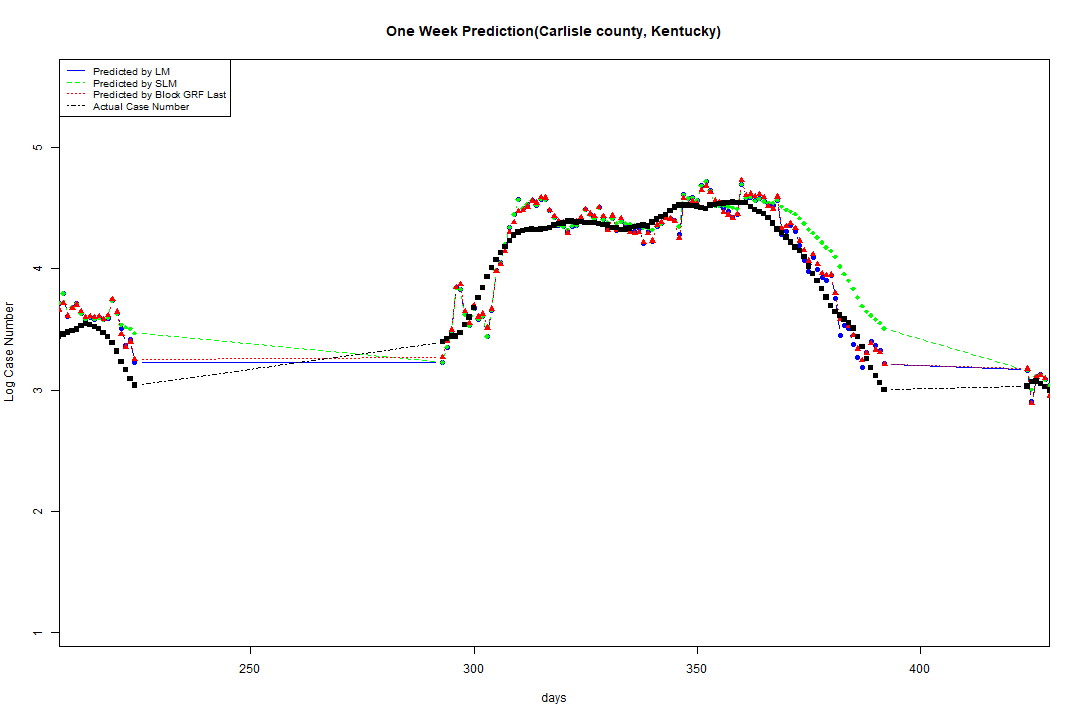 One Week Prediction(Carlisle county, Kentucky)
Predicted by LM
Predicted by SLM
Predicted by Block GRF Last
Actual Case Number
5
4
3
2
1
Log Case Number
250
300
350
400
days